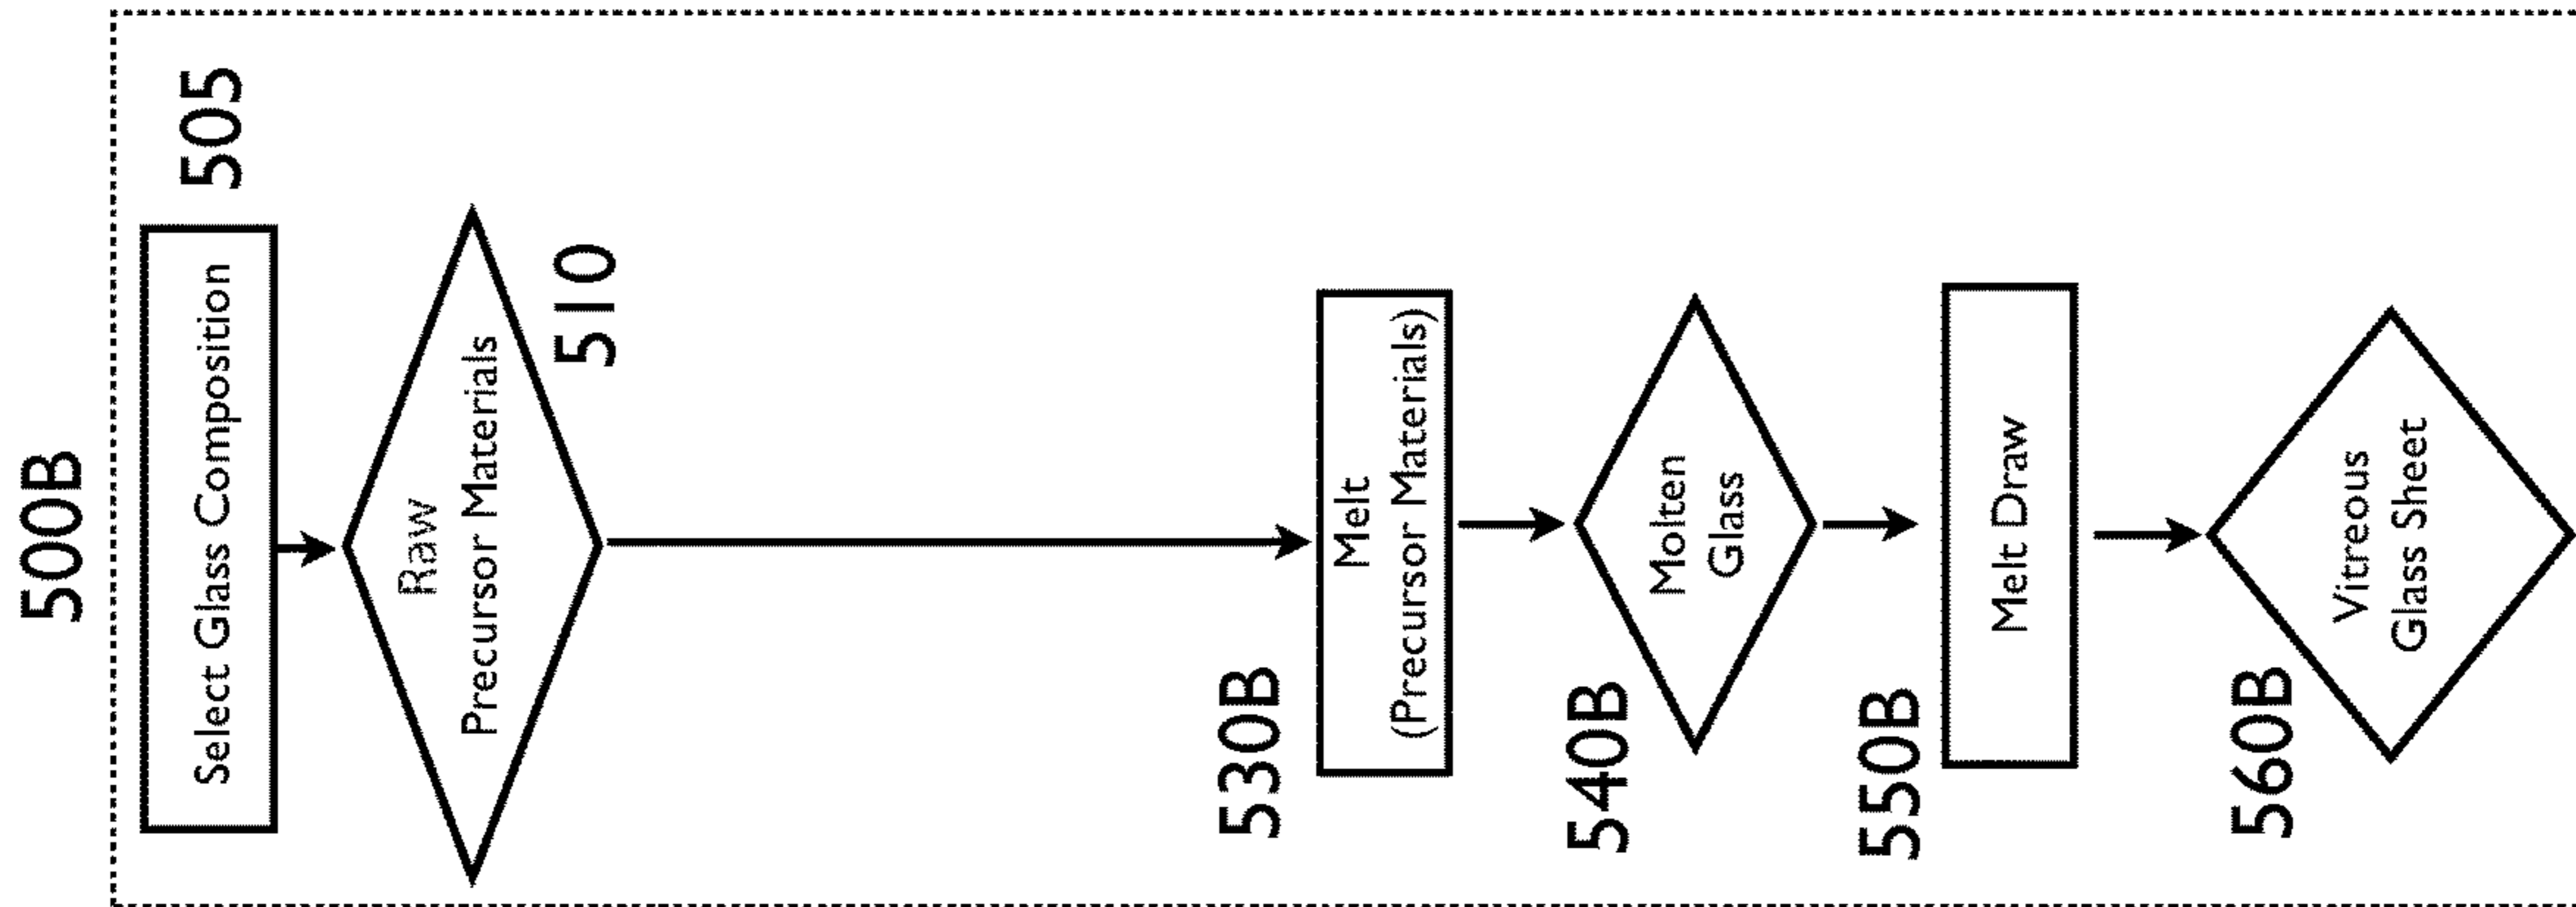 500B
505
Select Glass Composition
Raw
Precursor Materials
510
530B
Melt
(Precursor Materials)
540B
Molten
Glass
550B
Melt Draw
560B
Vitreous
Glass Sheet